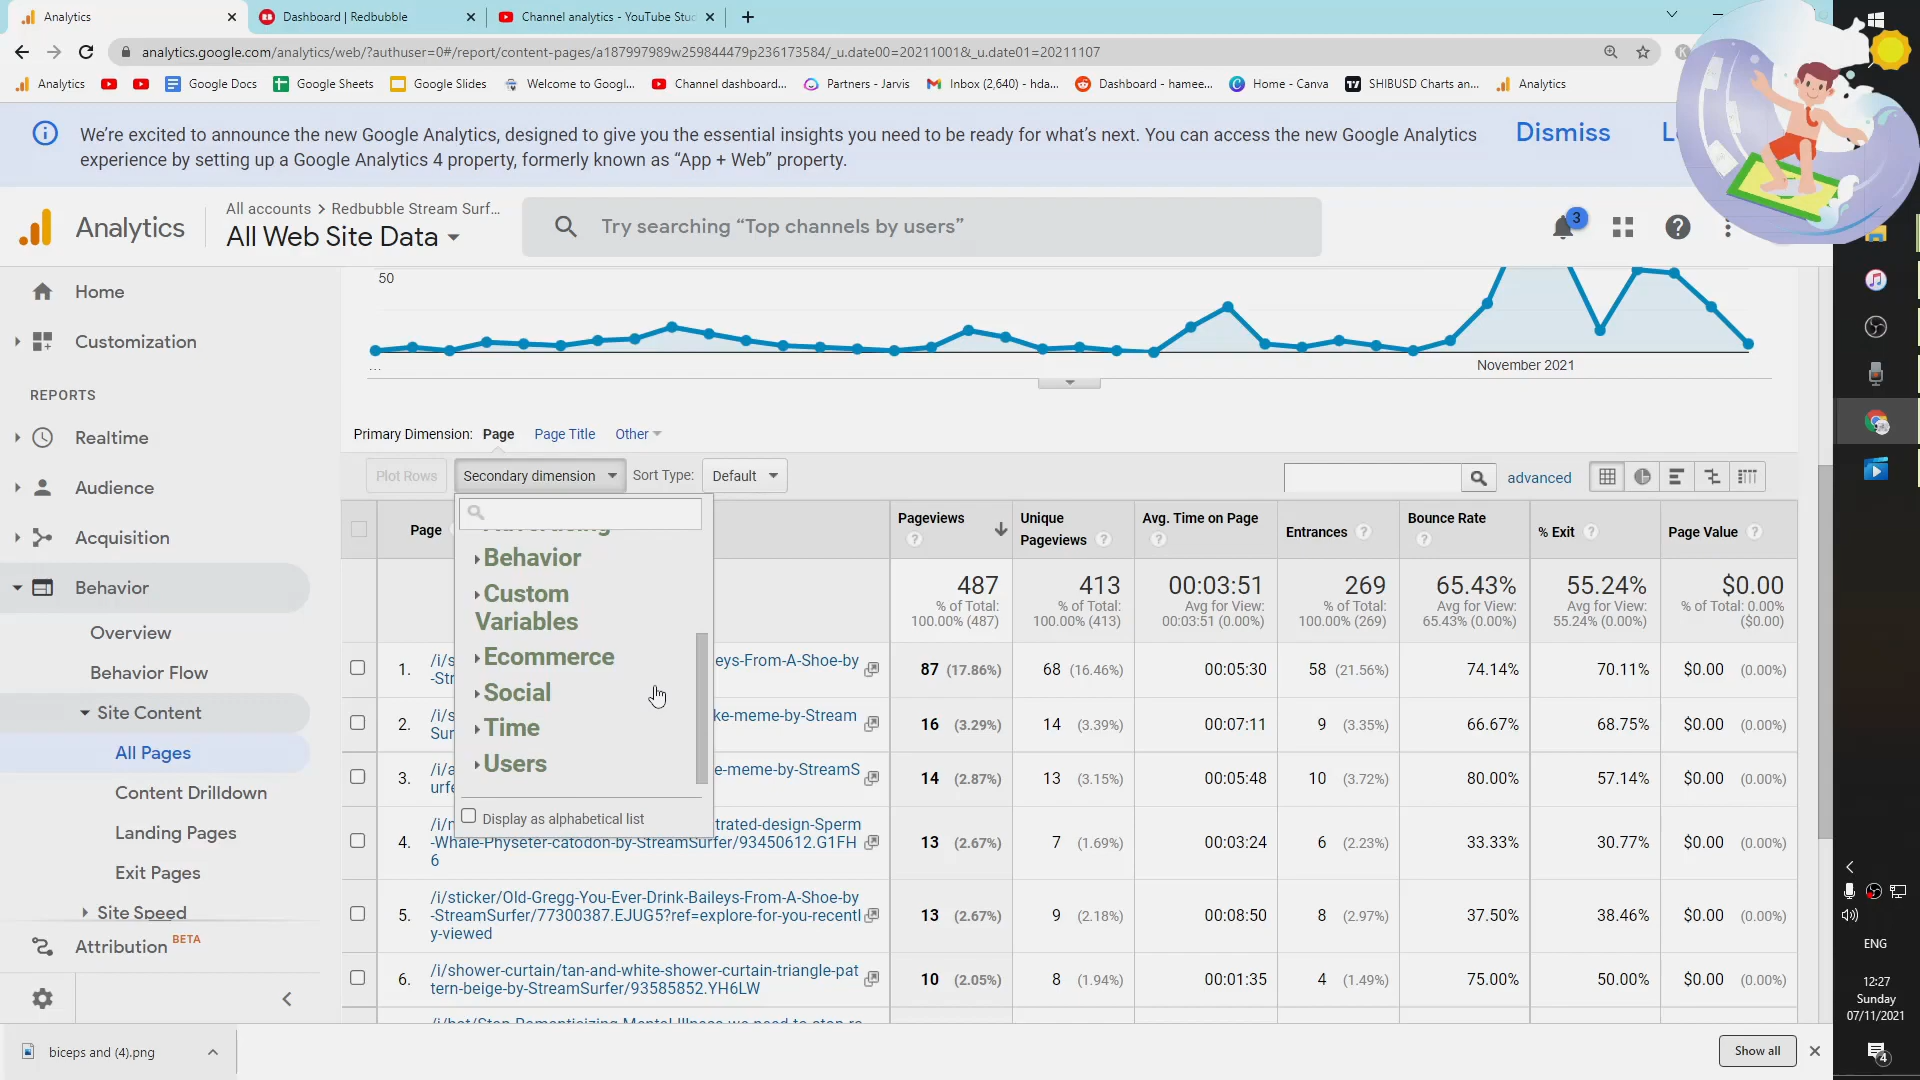 Analytics
Dashboard | Redbubble
Channel analytics - YouTube Stu
analytics.google.com/analytics/web/?authuser=0#/report/content-pages/a187997989w259844479p236173584/_u.date00=20211001&_u.date01=20211107
Analytics
Google Docs
Google Sheets
Google Slides
Welcome to Googl...
Channel dashboard...
Partners - Jarvis
Inbox (2,640) - hda...
Dashboard - hamee...
Home - Canva
SHIBUSD Charts an...
Analytics
We're excited to announce the new Google Analytics, designed to give you the essential insights you need to be ready for what's next. You can access the new Google Analytics
experience by setting up a Google Analytics 4 property, formerly known as “App + Web” property.
Dismiss
Analytics
All accounts > Redbubble Stream Surf...
All Web Site Data
Try searching “Top channels by users”
3
Home
Customization
REPORTS
Realtime
Audience
Acquisition
Behavior
Overview
Behavior Flow
Site Content
All Pages
Content Drilldown
Landing Pages
Exit Pages
Site Speed
Attribution BETA
50
...
November 2021
Primary Dimension: Page Page Title Other
Plot Rows
Secondary dimension
Sort Type: Default
advanced
Behavior
Custom
Variables
Ecommerce
Social
Time
Users
Display as alphabetical list
Page
Pageviews
Unique
Pageviews
Avg. Time on Page
Entrances
Bounce Rate
% Exit
Page Value
487 413 00:03:51 269 65.43% 55.24% $0.00
% of Total: % of Total: Avg for View: % of Total: Avg for View: Avg for View: % of Total: 0.00%
100.00% (487) 100.00% (413) 00:03:51 (0.00%) 100.00% (269) 65.43% (0.00%) 55.24% (0.00%) ($0.00)
1. /i/s eys-From-A-Shoe-by
-Str
87 (17.86%) 68 (16.46%) 00:05:30 58 (21.56%) 74.14% 70.11% $0.00 (0.00%)
2. /i/s ke-meme-by-Stream
Sur
16 (3.29%) 14 (3.39%) 00:07:11 9 (3.35%) 66.67% 68.75% $0.00 (0.00%)
3. /i/a e-meme-by-StreamS
urfe
14 (2.87%) 13 (3.15%) 00:05:48 10 (3.72%) 80.00% 57.14% $0.00 (0.00%)
4. trated-design-Sperm
-Whale-Physeter-catodon-by-StreamSurfer/93450612.G1FH
6
13 (2.67%) 7 (1.69%) 00:03:24 6 (2.23%) 33.33% 30.77% $0.00 (0.00%)
5. /i/sticker/Old-Gregg-You-Ever-Drink-Baileys-From-A-Shoe-by
-StreamSurfer/77300387.EJUG5?ref=explore-for-you-recentl
y-viewed
13 (2.67%) 9 (2.18%) 00:08:50 8 (2.97%) 37.50% 38.46% $0.00 (0.00%)
6. /i/shower-curtain/tan-and-white-shower-curtain-triangle-pat
tern-beige-by-StreamSurfer/93585852.YH6LW
10 (2.05%) 8 (1.94%) 00:01:35 4 (1.49%) 75.00% 50.00% $0.00 (0.00%)
biceps and (4).png
Show all
ENG
12:27
Sunday
07/11/2021
4